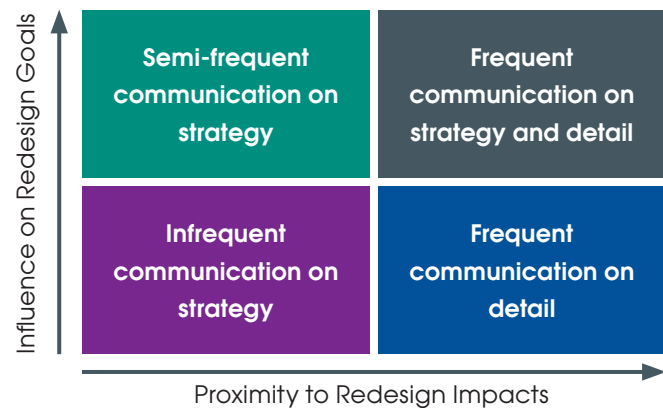 Influence on Redesign Goals
Semi-frequent
communication on
strategy
Frequent
communication on
strategy and detail
Infrequent
communication on
strategy
Frequent
communication on
detail
Proximity to Redesign Impacts